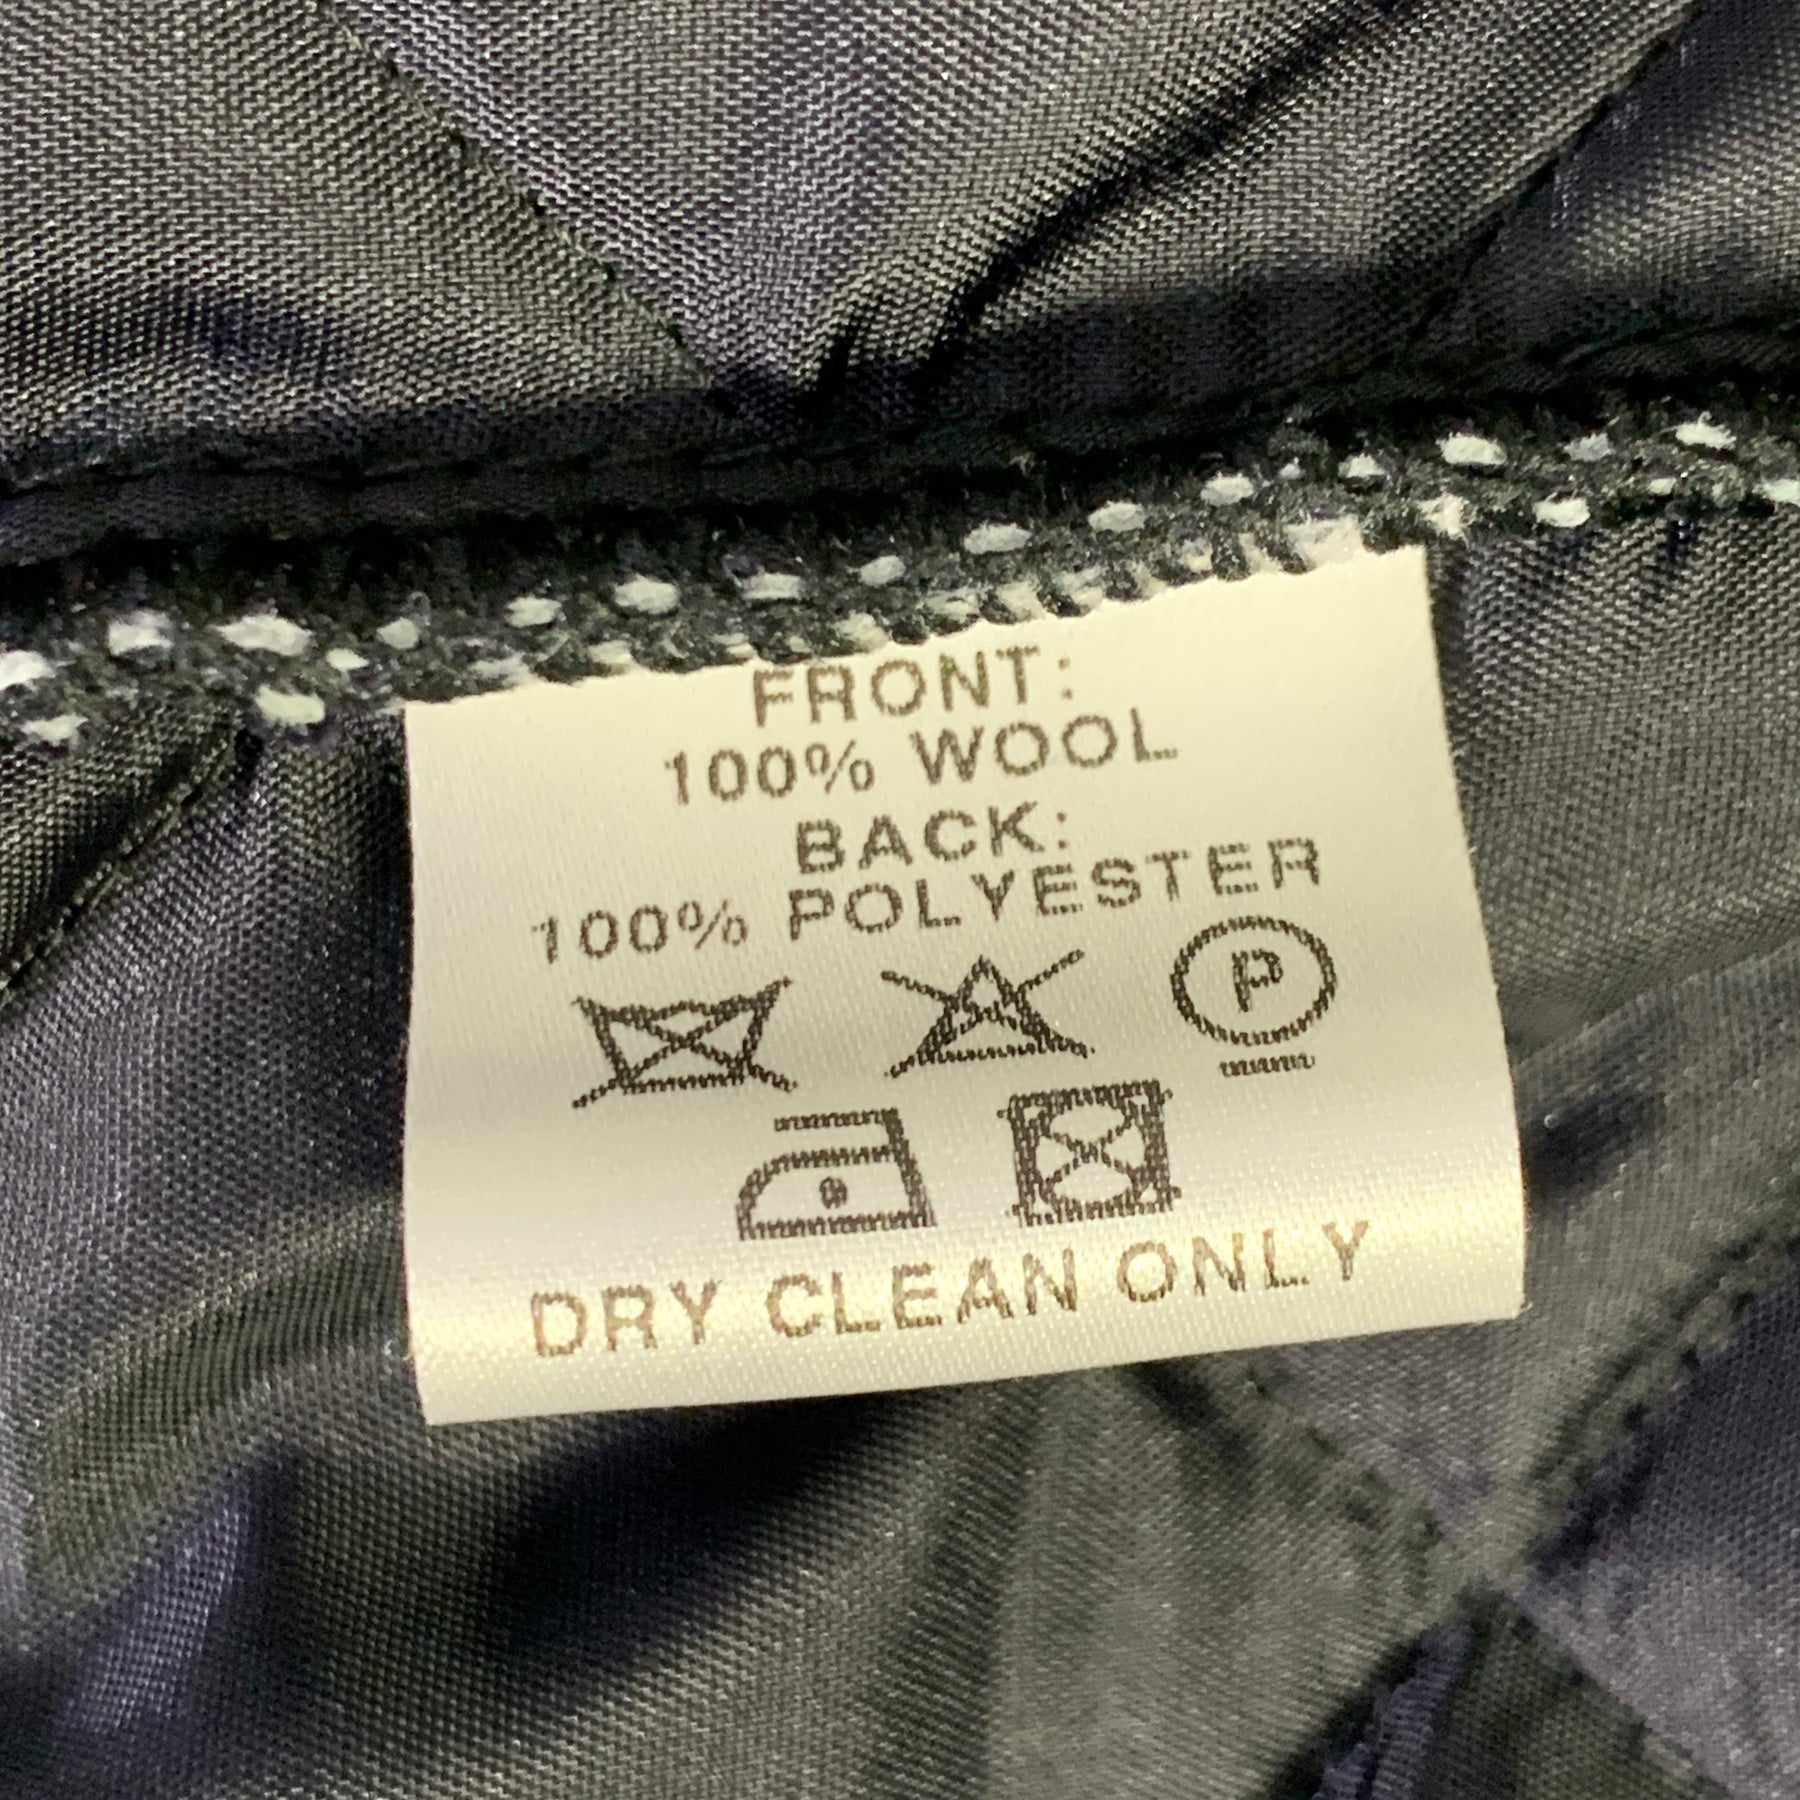 FRONT:
100% WOOL
BACK:
100% POLYESTER
P
DRY CLEAN ONLY